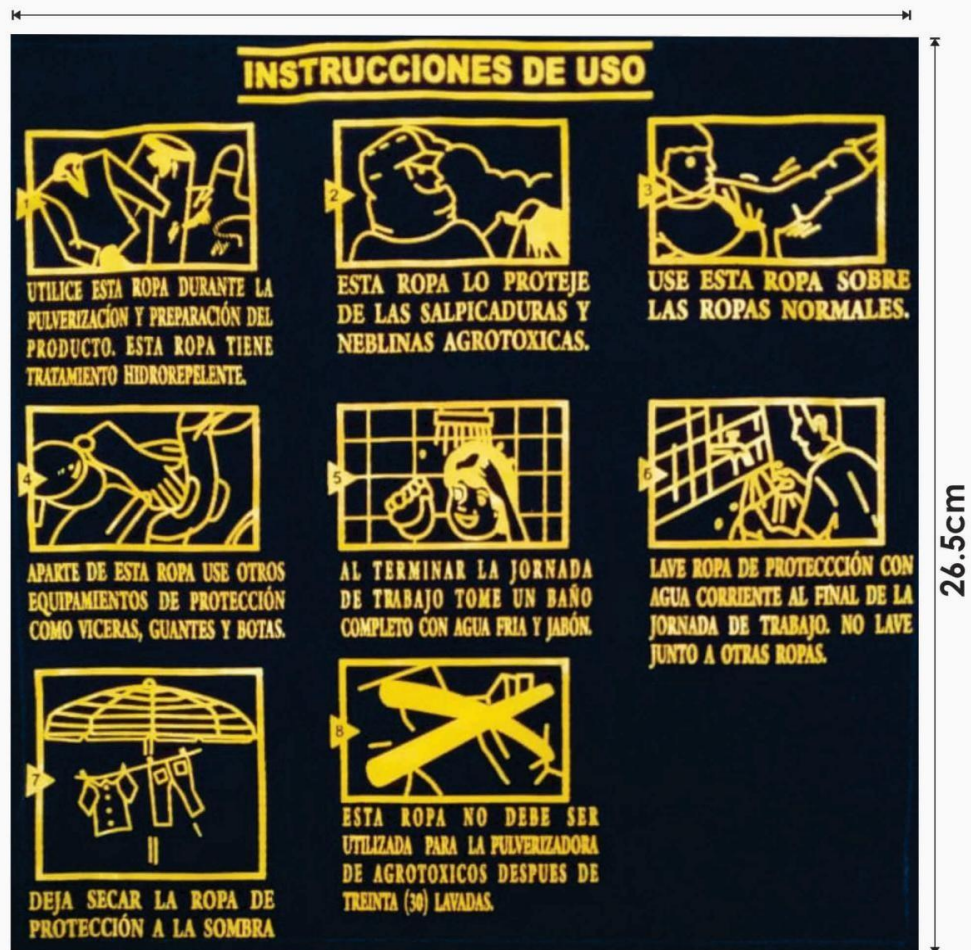 INSTRUCCIONES DE USO
1
UTILICE ESTA ROPA DURANTE LA
PULVERIZACÍON Y PREPARACIÓN DEL
PRODUCTO. ESTA ROPA TIENE
TRATAMIENTO HIDROREPELENTE.
2
ESTA ROPA LO PROTEJE
DE LAS SALPICADURAS Y
NEBLINAS AGROTOXICAS.
3
USE ESTA ROPA SOBRE
LAS ROPAS NORMALES.
4
APARTE DE ESTA ROPA USE OTROS
EQUIPAMIENTOS DE PROTECCIÓN
COMO VICERAS, GUANTES Y BOTAS.
5
AL TERMINAR LA JORNADA
DE TRABAJO TOME UN BAÑO
COMPLETO CON AGUA FRIA Y JABÓN.
6
LAVE ROPA DE PROTECCCIÓN CON
AGUA CORRIENTE AL FINAL DE LA
JORNADA DE TRABAJO. NO LAVE
JUNTO A OTRAS ROPAS.
7
DEJA SECAR LA ROPA DE
PROTECCIÓN A LA SOMBRA
8
ESTA ROPA NO DEBE SER
UTILIZADA PARA LA PULVERIZADORA
DE AGROTOXICOS DESPUES DE
TREINTA (30) LAVADAS.
26.5cm